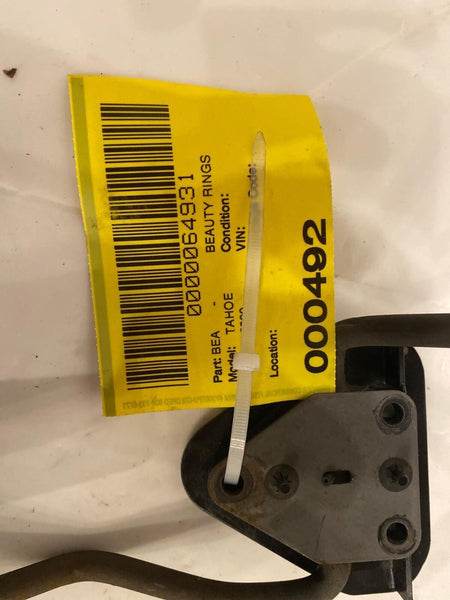 0000064931
Part: BEA - BEAUTY RINGS
Model: TAHOE Condition:
VIN: Code:
Location:
000492